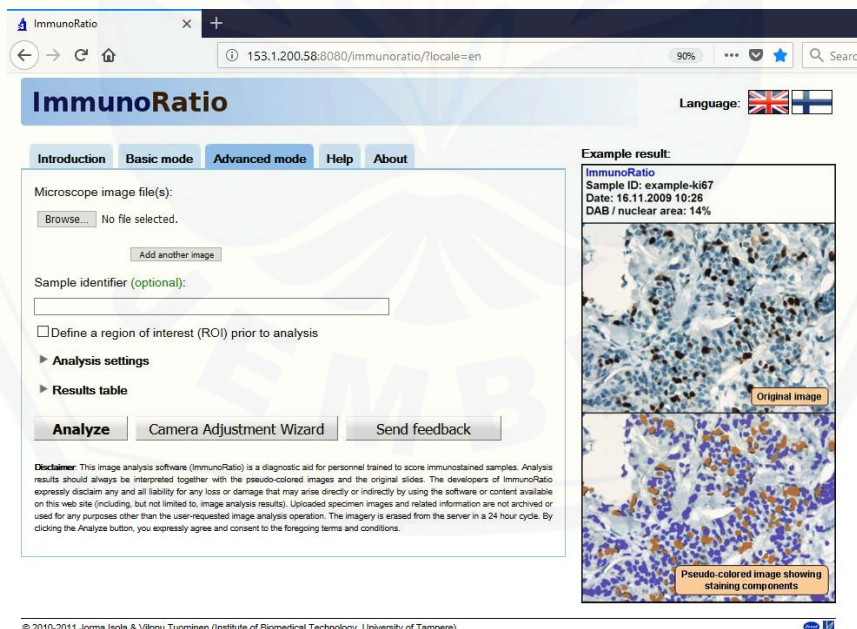 ImmunoRatio
153.1.200.58:8080/immunoratio/?locale=en
90%
Searc
ImmunoRatio
Language:
Introduction Basic mode Advanced mode Help About
Microscope image file(s):
Browse... No file selected.
Add another image
Sample identifier (optional):
Define a region of interest (ROI) prior to analysis
Analysis settings
Results table
Analyze Camera Adjustment Wizard Send feedback
Disclaimer: This image analysis software (ImmunoRatio) is a diagnostic aid for personnel trained to score immunostained samples. Analysis
results should always be interpreted together with the pseudo-colored images and the original slides. The developers of ImmunoRatio
expressly disclaim any and all liability for any loss or damage that may arise directly or indirectly by using the software or content available
on this web site (including, but not limited to, image analysis results). Uploaded specimen images and related information are not archived or
used for any purposes other than the user-requested image analysis operation. The imagery is erased from the server in a 24 hour cycle. By
clicking the Analyze button, you expressly agree and consent to the foregoing terms and conditions.
Example result:
ImmunoRatio
Sample ID: example-ki67
Date: 16.11.2009 10:26
DAB / nuclear area: 14%
Original image
Pseudo-colored image showing
staining components
© 2010-2011 Jorma Isola & Vilppu Tuominen (Institute of Biomedical Technology, University of Tampere)